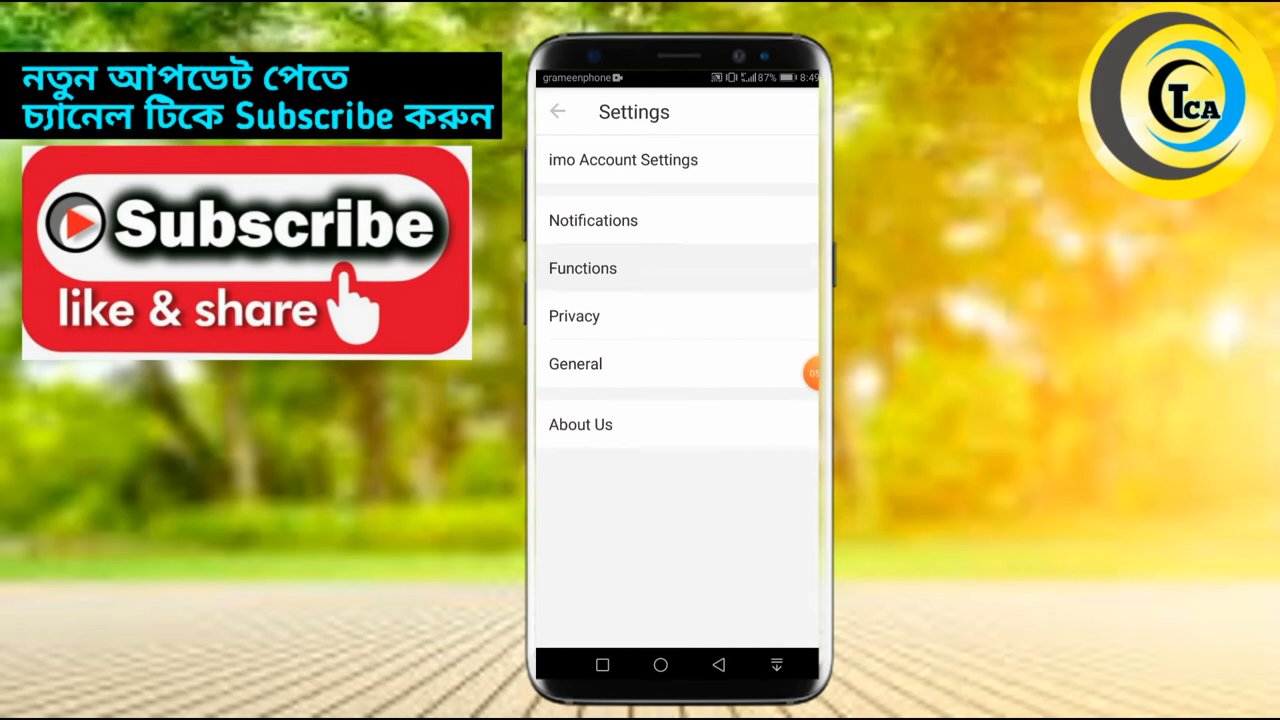 নতুন আপডেট পেতে
চ্যানেল টিকে Subscribe করুন
Subscribe
like & share
TCA
grameenphone
87% 8:49
Settings
imo Account Settings
Notifications
Functions
Privacy
General
05
About Us